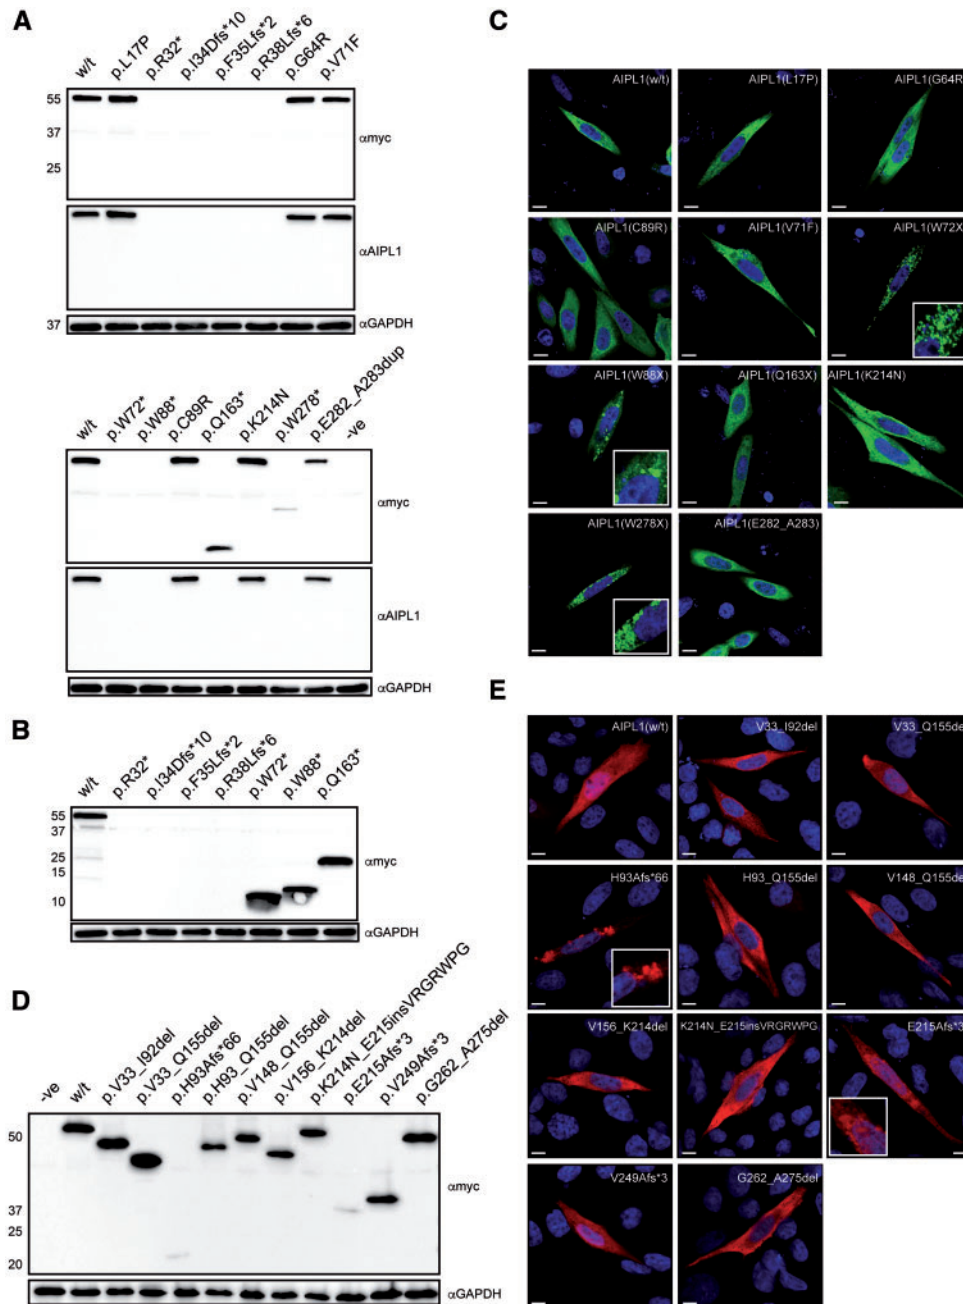 A
w/t
p.L17P
p.R32*
p.I34Dfs*10
p.F35Lfs*2
p.R38Lfs*6
p.G64R
p.V71F
55
37
25
αmyc
αAIPL1
37
αGAPDH
w/t
p.W72*
p.W88*
p.C89R
p.Q163*
p.K214N
p.W278*
p.E282_A283dup
-ve
αmyc
αAIPL1
αGAPDH
B
w/t
p.R32*
p.I34Dfs*10
p.F35Lfs*2
p.R38Lfs*6
p.W72*
p.W88*
p.Q163*
55
37
25
15
10
αmyc
αGAPDH
D
-ve
w/t
p.V33_I92del
p.V33_Q155del
p.H93Afs*66
p.H93_Q155del
p.V148_Q155del
p.V156_K214del
p.K214N_E215insVRGRWPG
p.E215Afs*3
p.V249Afs*3
p.G262_A275del
50
37
20
αmyc
αGAPDH
C
AIPL1(w/t)
AIPL1(L17P)
AIPL1(G64R)
AIPL1(C89R)
AIPL1(V71F)
AIPL1(W72X)
AIPL1(W88X)
AIPL1(Q163X)
AIPL1(K214N)
AIPL1(W278X)
AIPL1(E282_A283)
E
AIPL1(w/t)
V33_I92del
V33_Q155del
H93Afs*66
H93_Q155del
V148_Q155del
V156_K214del
K214N_E215insVRGRWPG
E215Afs*3
V249Afs*3
G262_A275del